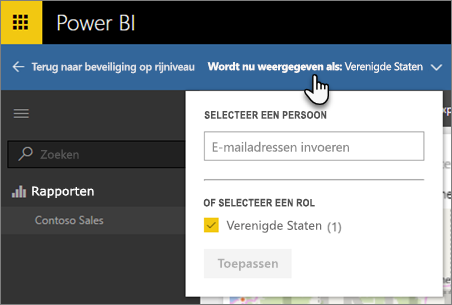 Power BI
Terug naar beveiliging op rijniveau
Wordt nu weergegeven als: Verenigde Staten
SELECTEER EEN PERSOON
E-mailadressen invoeren
Zoeken
Rapporten
Contoso Sales
OF SELECTEER EEN ROL
Verenigde Staten (1)
Toepassen